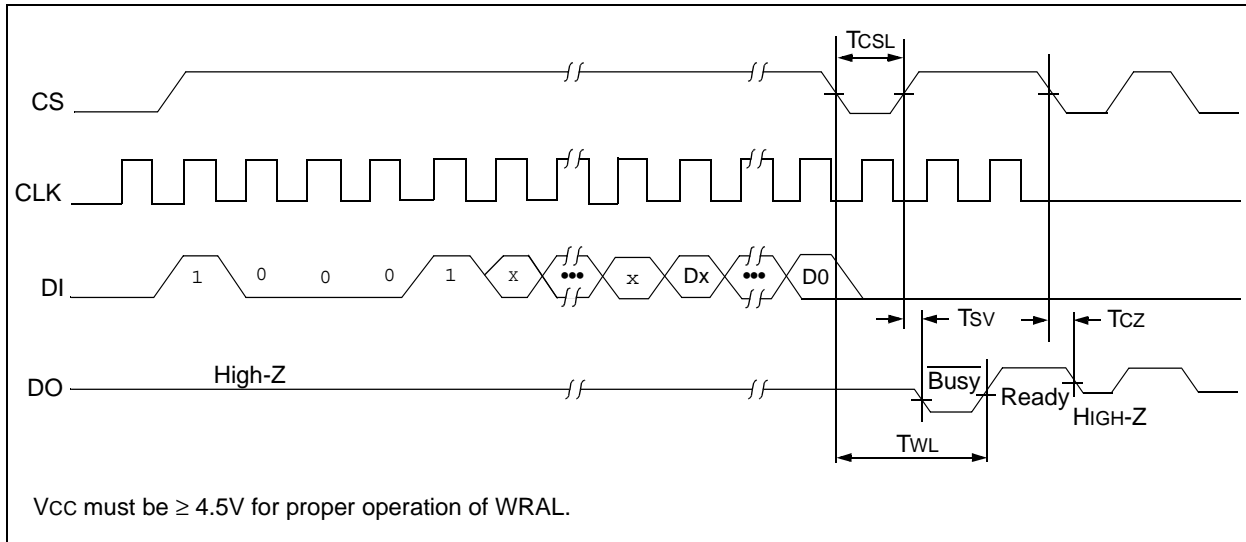 TCSL
CS
CLK
DI
1 0 0 0 1 x ••• x Dx ••• D0
TSV
TCZ
DO
High-Z
Busy
Ready
HIGH-Z
TWL
VCC must be ≥ 4.5V for proper operation of WRAL.